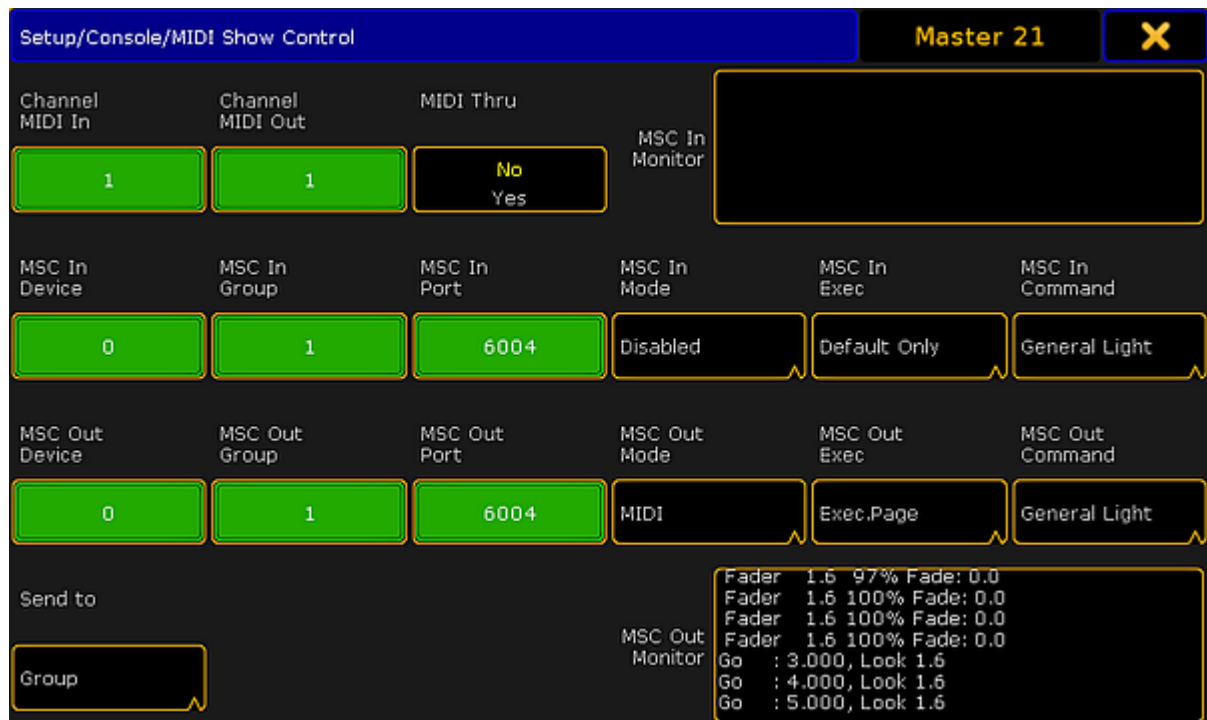 Setup/Console/MIDI Show Control
Master 21
Channel
MIDI In
Channel
MIDI Out
MIDI Thru
MSC In
Monitor
1
1
No
Yes
MSC In
Device
MSC In
Group
MSC In
Port
MSC In
Mode
MSC In
Exec
MSC In
Command
0
1
6004
Disabled
Default Only
General Light
MSC Out
Device
MSC Out
Group
MSC Out
Port
MSC Out
Mode
MSC Out
Exec
MSC Out
Command
0
1
6004
MIDI
Exec.Page
General Light
Send to
Group
MSC Out
Monitor
Fader 1.6 97% Fade: 0.0
Fader 1.6 100% Fade: 0.0
Fader 1.6 100% Fade: 0.0
Fader 1.6 100% Fade: 0.0
Go : 3.000, Look 1.6
Go : 4.000, Look 1.6
Go : 5.000, Look 1.6